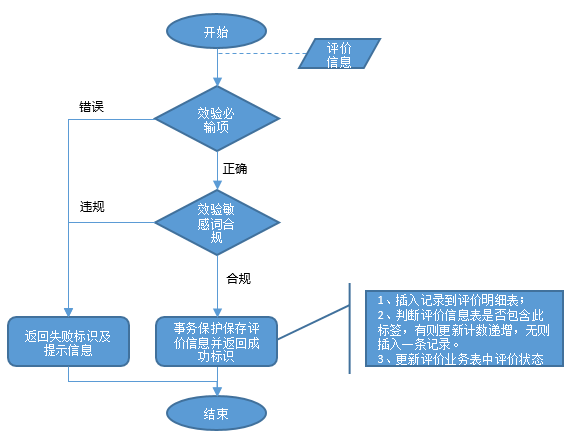 开始
评价
信息
错误
效验必
输项
正确
违规
效验敏
感词合
规
合规
返回失败标识及
提示信息
事务保护保存评
价信息并返回成
功标识
1、插入记录到评价明细表；
2、判断评价信息表是否包含此
标签，有则更新计数递增，无则
插入一条记录。
3、更新评价业务表中评价状态
结束